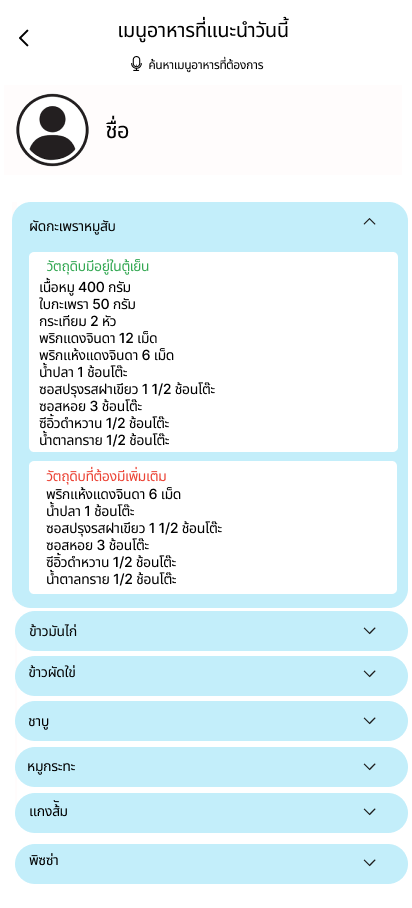 เมนูอาหารที่แนะนำวันนี้
ค้นหาเมนูอาหารที่ต้องการ
ชื่อ
ผัดกะเพราหมูสับ
วัตถุดิบมีอยู่ในตู้เย็น
เนื้อหมู 400 กรัม
ใบกะเพรา 50 กรัม
กระเทียม 2 หัว
พริกแดงจินดา 12 เม็ด
พริกแห้งแดงจินดา 6 เม็ด
น้ำปลา 1 ช้อนโต๊ะ
ซอสปรุงรสฝาเขียว 1 1/2 ช้อนโต๊ะ
ซอสหอย 3 ช้อนโต๊ะ
ซีอิ้วดำหวาน 1/2 ช้อนโต๊ะ
น้ำตาลทราย 1/2 ช้อนโต๊ะ
วัตถุดิบที่ต้องมีเพิ่มเติม
พริกแห้งแดงจินดา 6 เม็ด
น้ำปลา 1 ช้อนโต๊ะ
ซอสปรุงรสฝาเขียว 1 1/2 ช้อนโต๊ะ
ซอสหอย 3 ช้อนโต๊ะ
ซีอิ้วดำหวาน 1/2 ช้อนโต๊ะ
น้ำตาลทราย 1/2 ช้อนโต๊ะ
ข้าวมันไก่
ข้าวผัดใข่
ชาบู
หมูกระทะ
แกงส้ัม
พิซซ่า